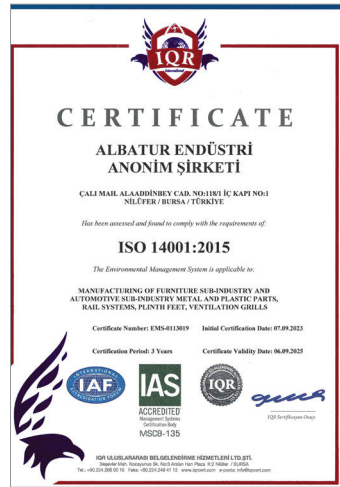 IQR
International
CERTIFICATE
ALBATUR ENDÜSTRİ
ANONİM ŞİRKETİ
ÇALI MAH. ALAADDİNBEY CAD. NO:118/1 İÇ KAPI NO:1
NİLÜFER / BURSA / TÜRKİYE
Has been assessed and found to comply with the requirements of:
ISO 14001:2015
The Environmental Management System is applicable to:
MANUFACTURING OF FURNITURE SUB-INDUSTRY AND
AUTOMOTIVE SUB-INDUSTRY METAL AND PLASTIC PARTS,
RAIL SYSTEMS, PLINTH FEET, VENTILATION GRILLS
Certificate Number: EMS-0113019 Initial Certification Date: 07.09.2023
Certification Period: 3 Years Certificate Validity Date: 06.09.2025
INTERNATIONAL
IAF
ACCREDITATION FORUM
IAS
ACCREDITED
Management Systems
Certification Body
MSCB-135
IQR
IQR Sertifikasyon Onayı
IQR ULUSLARARASI BELGELENDİRME HİZMETLERİ LTD.ŞTİ.